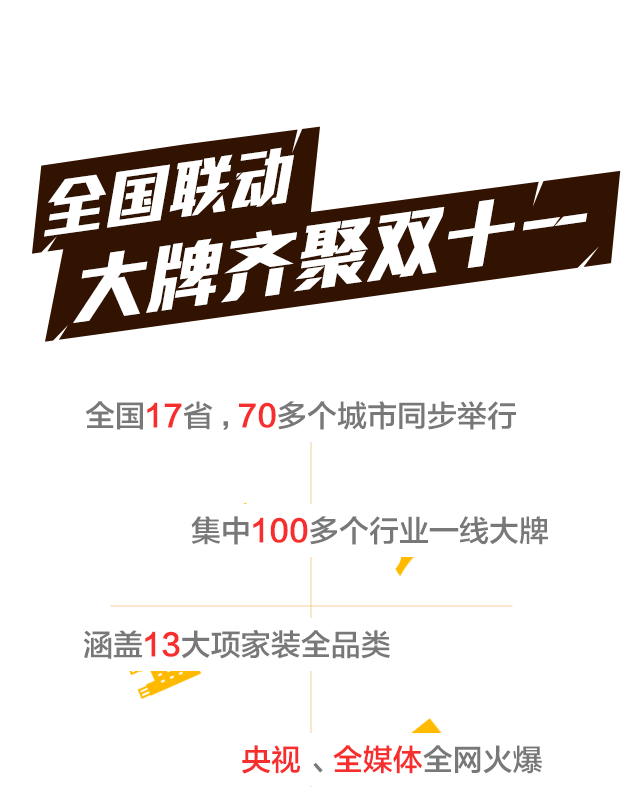 全国联动
大牌齐聚双十一
全国17省，70多个城市同步举行
集中100多个行业一线大牌
涵盖13大项家装全品类
央视、全媒体全网火爆